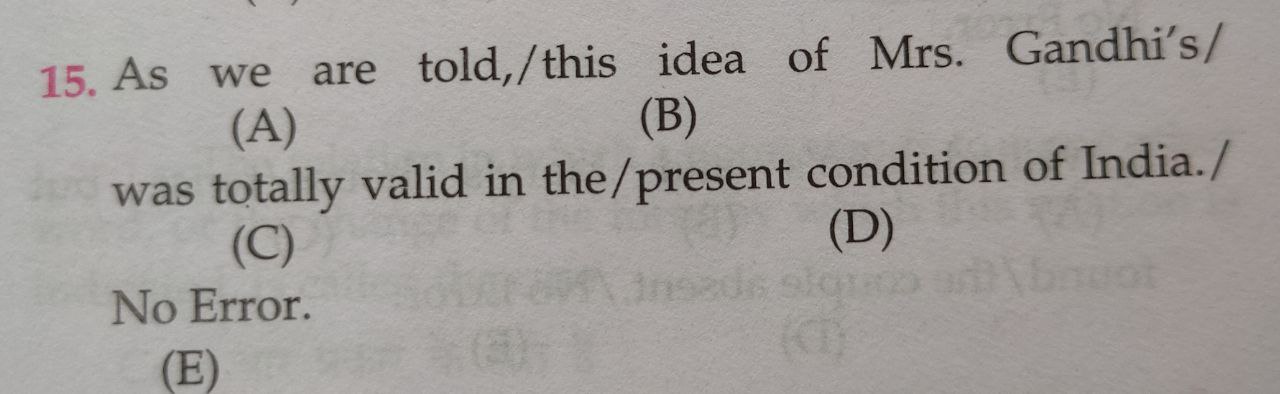 15. As we are told,/this idea of Mrs. Gandhi's/
(A) (B)
was totally valid in the/present condition of India./
(C) (D)
No Error.
(E)